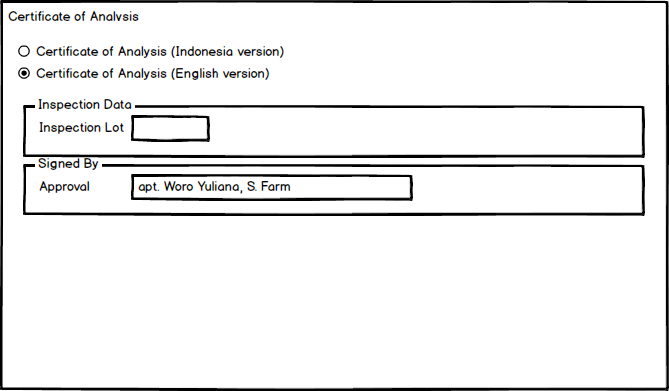 Certificate of Analysis
Certificate of Analysis (Indonesia version)
Certificate of Analysis (English version)
Inspection Data
Inspection Lot
Signed By
Approval apt. Woro Yuliana, S. Farm